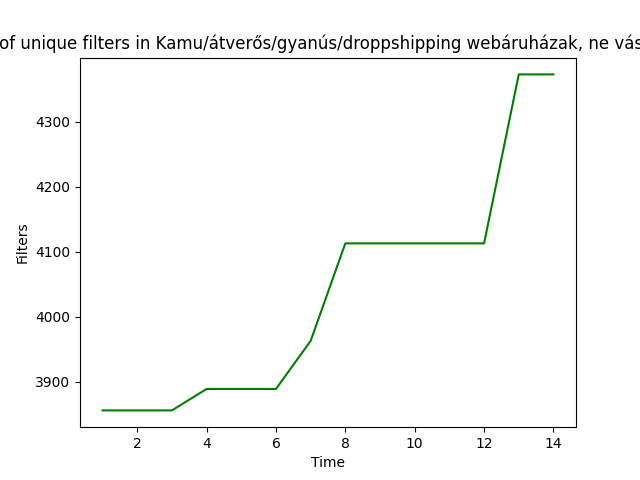 of unique filters in Kamu/átverős/gyanús/droppshipping webáruházak, ne vás
4300
4200
4100
4000
3900
Filters
2 4 6 8 10 12 14
Time